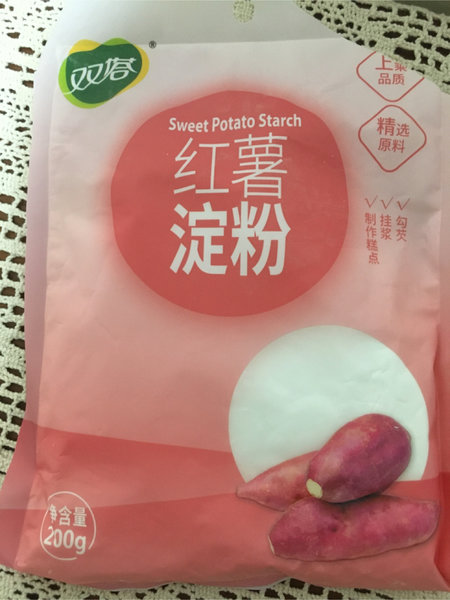 双塔
®
上乘
品质
Sweet Potato Starch
精选
原料
红薯
淀粉
勾芡
挂浆
制作糕点
净含量
200g